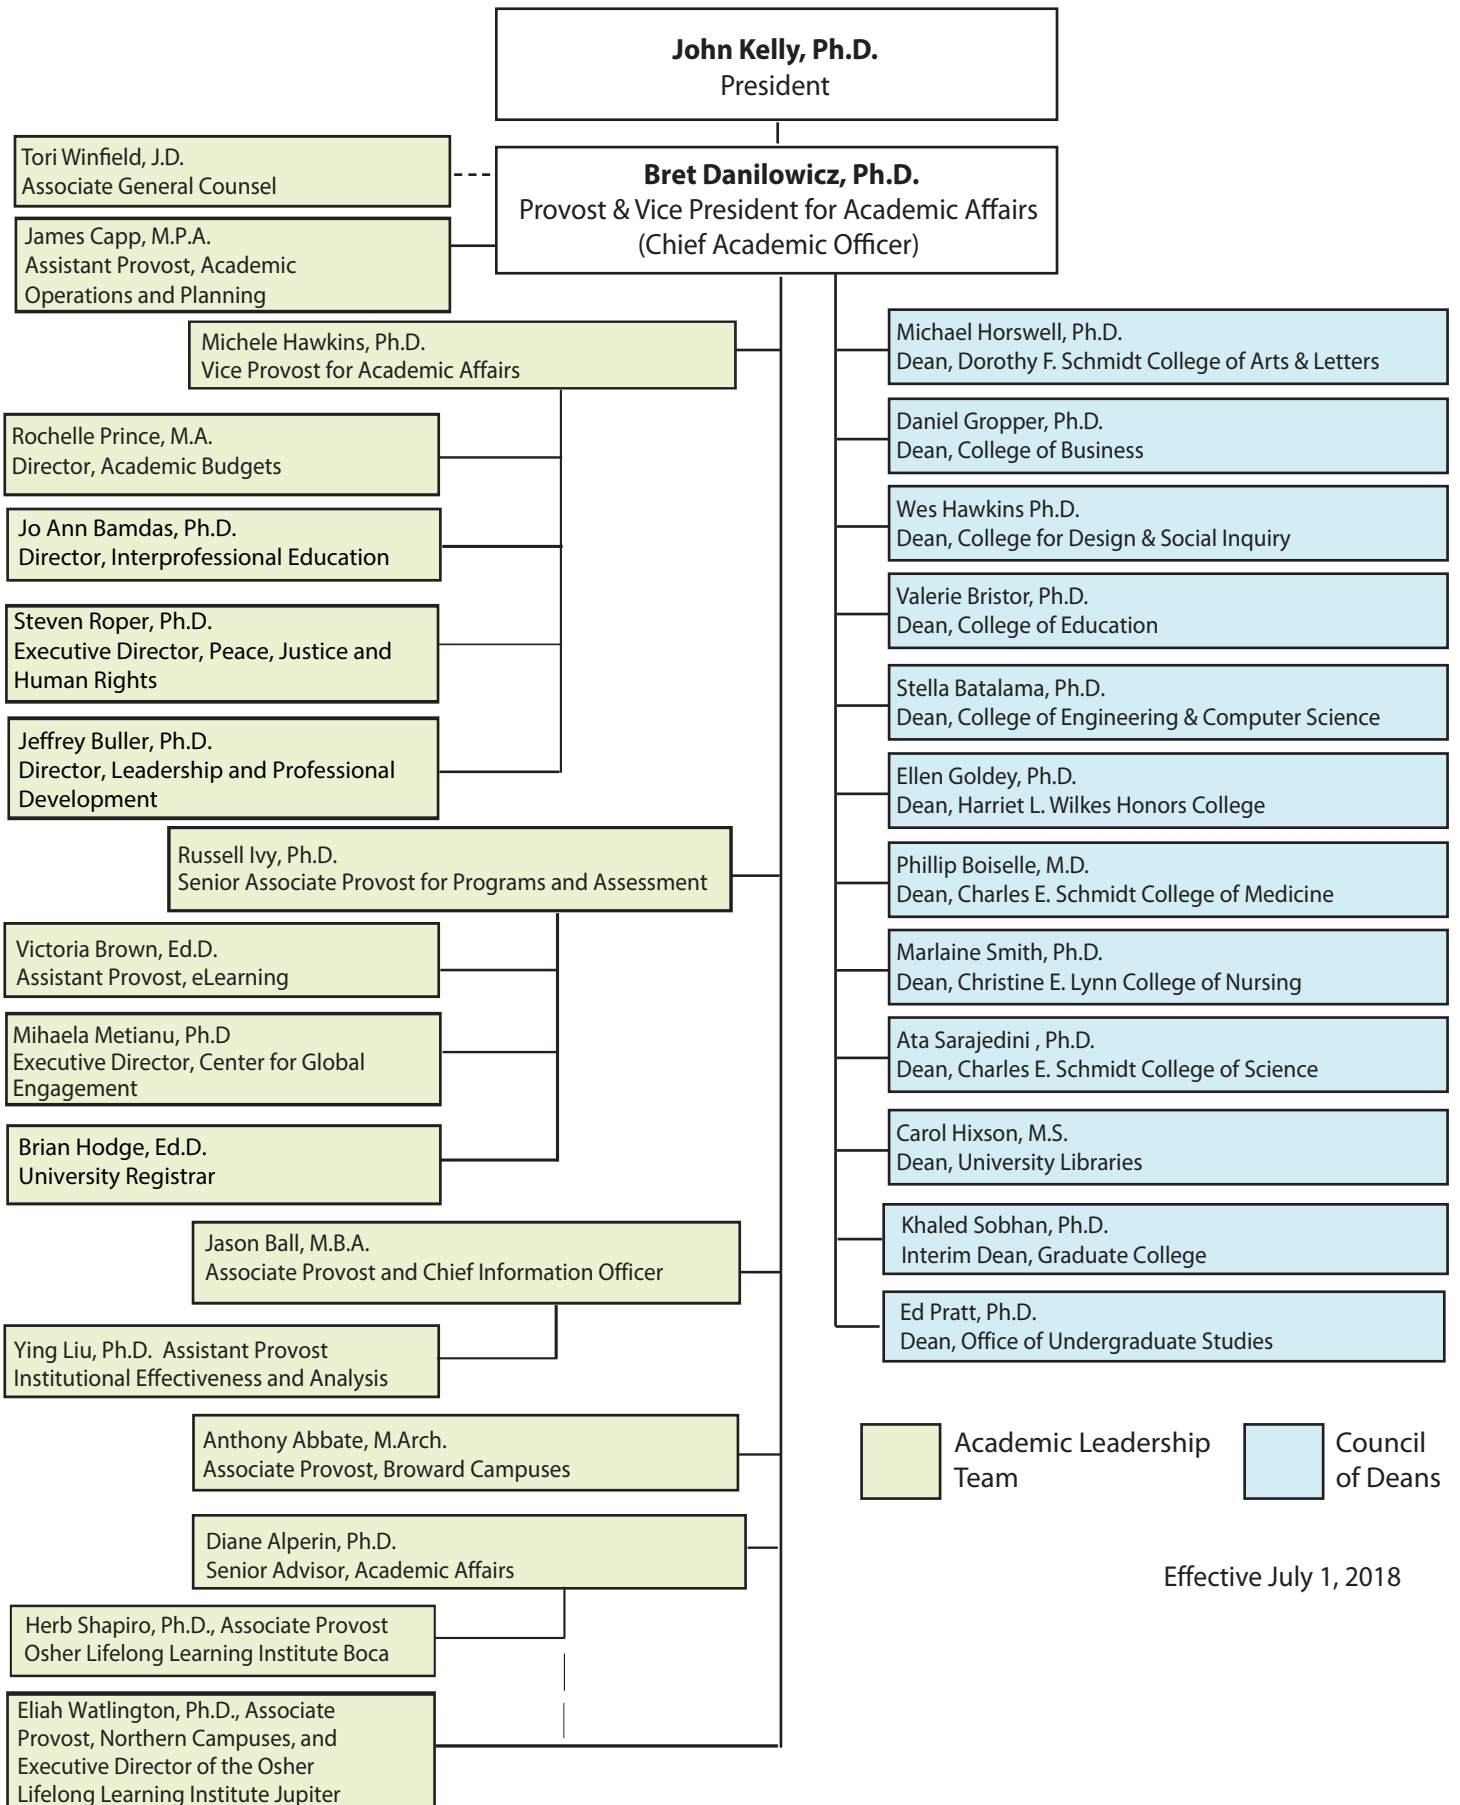 John Kelly, Ph.D.
President
Tori Winfield, J.D.
Associate General Counsel
Bret Danilowicz, Ph.D.
Provost & Vice President for Academic Affairs
(Chief Academic Officer)
James Capp, M.P.A.
Assistant Provost, Academic
Operations and Planning
Michele Hawkins, Ph.D.
Vice Provost for Academic Affairs
Rochelle Prince, M.A.
Director, Academic Budgets
Jo Ann Bamdas, Ph.D.
Director, Interprofessional Education
Steven Roper, Ph.D.
Executive Director, Peace, Justice and
Human Rights
Jeffrey Buller, Ph.D.
Director, Leadership and Professional
Development
Russell Ivy, Ph.D.
Senior Associate Provost for Programs and Assessment
Victoria Brown, Ed.D.
Assistant Provost, eLearning
Mihaela Metianu, Ph.D
Executive Director, Center for Global
Engagement
Brian Hodge, Ed.D.
University Registrar
Jason Ball, M.B.A.
Associate Provost and Chief Information Officer
Ying Liu, Ph.D. Assistant Provost
Institutional Effectiveness and Analysis
Anthony Abbate, M.Arch.
Associate Provost, Broward Campuses
Diane Alperin, Ph.D.
Senior Advisor, Academic Affairs
Herb Shapiro, Ph.D., Associate Provost
Osher Lifelong Learning Institute Boca
Eliah Watlington, Ph.D., Associate
Provost, Northern Campuses, and
Executive Director of the Osher
Lifelong Learning Institute Jupiter
Michael Horswell, Ph.D.
Dean, Dorothy F. Schmidt College of Arts & Letters
Daniel Gropper, Ph.D.
Dean, College of Business
Wes Hawkins Ph.D.
Dean, College for Design & Social Inquiry
Valerie Bristor, Ph.D.
Dean, College of Education
Stella Batalama, Ph.D.
Dean, College of Engineering & Computer Science
Ellen Goldey, Ph.D.
Dean, Harriet L. Wilkes Honors College
Phillip Boiselle, M.D.
Dean, Charles E. Schmidt College of Medicine
Marlaine Smith, Ph.D.
Dean, Christine E. Lynn College of Nursing
Ata Sarajedini , Ph.D.
Dean, Charles E. Schmidt College of Science
Carol Hixson, M.S.
Dean, University Libraries
Khaled Sobhan, Ph.D.
Interim Dean, Graduate College
Ed Pratt, Ph.D.
Dean, Office of Undergraduate Studies
Academic Leadership
Team
Council
of Deans
Effective July 1, 2018